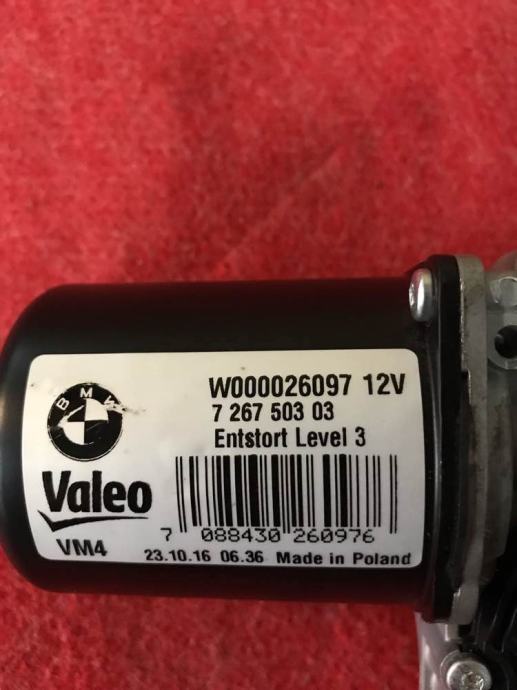 BMW
W000026097 12V
7 267 503 03
Entstort Level 3
Valeo
7 088430 260976
VM4
23.10.16 06.36 Made in Poland